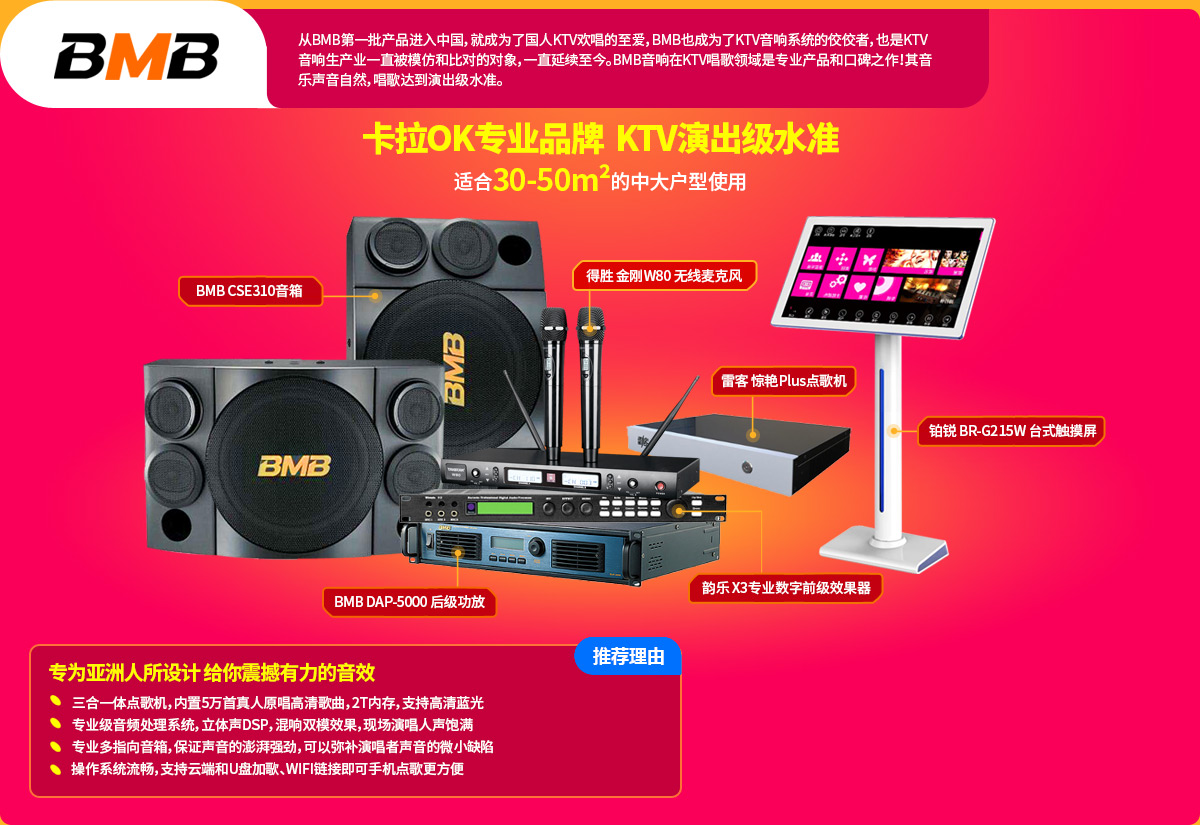 BMB
从BMB第一批产品进入中国,就成为了国人KTV欢唱的至爱,BMB也成为了KTV音响系统的佼佼者,也是KTV
音响生产业一直被模仿和比对的对象,一直延续至今。BMB音响在KTV唱歌领域是专业产品和口碑之作!其音
乐声音自然,唱歌达到演出级水准。
卡拉OK专业品牌 KTV演出级水准
适合30-50m²的中大户型使用
BMB CSE310音箱
得胜 金刚W80 无线麦克风
雷客 惊艳Plus点歌机
铂锐 BR-G215W 台式触摸屏
BMB
BMB
韵乐 X3专业数字前级效果器
BMB DAP-5000 后级功放
推荐理由
专为亚洲人所设计 给你震撼有力的音效
三合一体点歌机,内置5万首真人原唱高清歌曲,2T内存,支持高清蓝光
专业级音频处理系统,立体声DSP,混响双模效果,现场演唱人声饱满
专业多指向音箱,保证声音的澎湃强劲,可以弥补演唱者声音的微小缺陷
操作系统流畅,支持云端和U盘加歌、WIFI链接即可手机点歌更方便